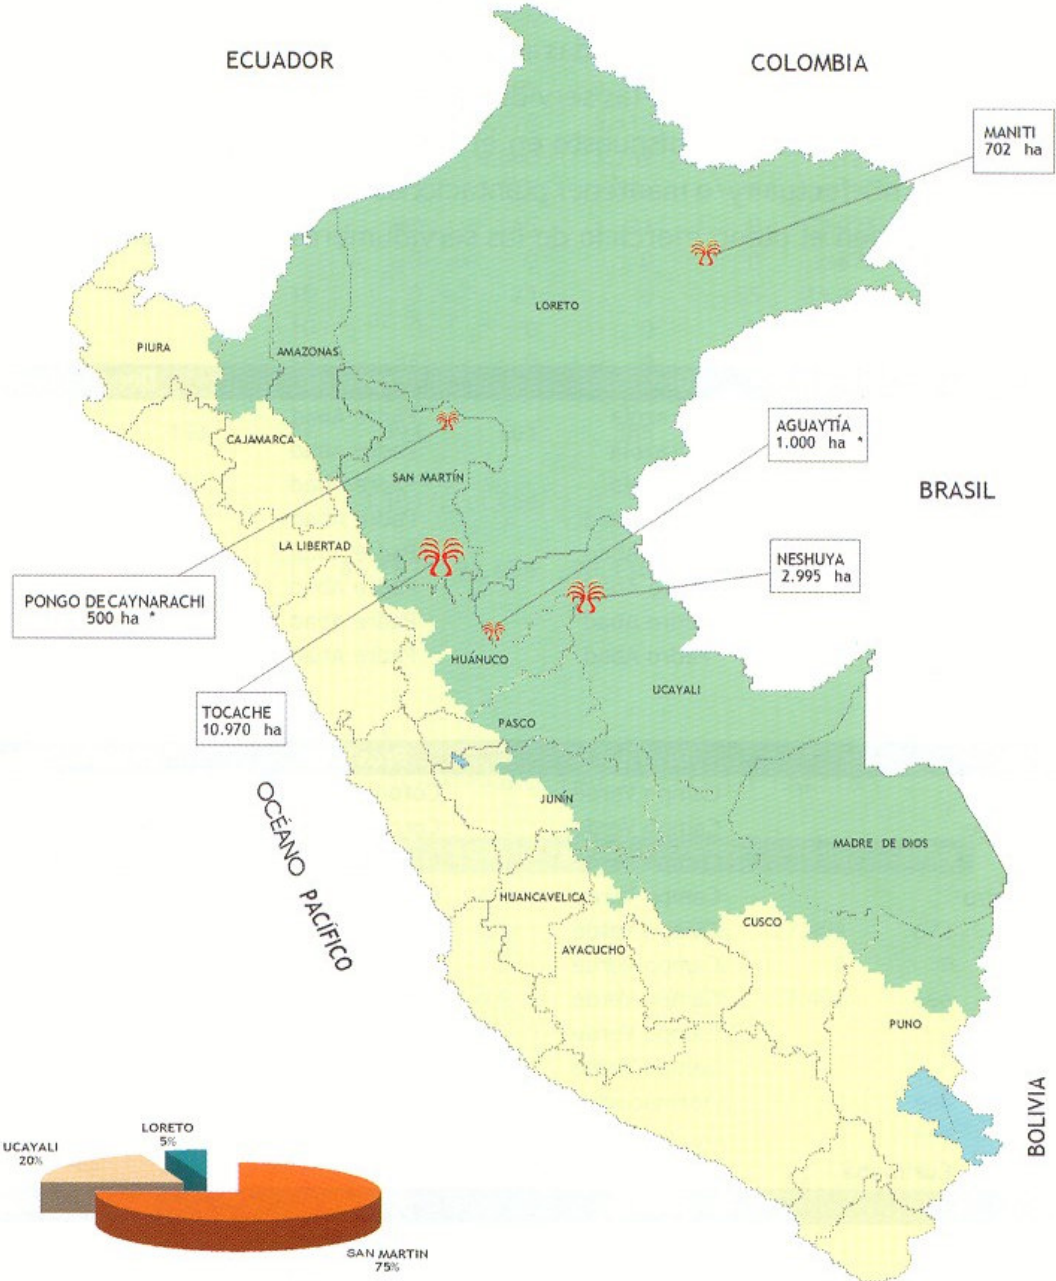 ECUADOR
COLOMBIA
MANITI
702 ha
LORETO
PIURA
AMAZONAS
CAJAMARCA
SAN MARTÍN
AGUAYTÍA
1.000 ha *
BRASIL
LA LIBERTAD
NESHUYA
2.995 ha
PONGO DE CAYNARACHI
500 ha *
HUÁNUCO
UCAYALI
TOCACHE
10.970 ha
PASCO
OCÉANO PACÍFICO
JUNÍN
MADRE DE DIOS
HUANCAVELICA
CUSCO
AYACUCHO
PUNO
BOLIVIA
LORETO
5%
UCAYALI
20%
SAN MARTIN
75%